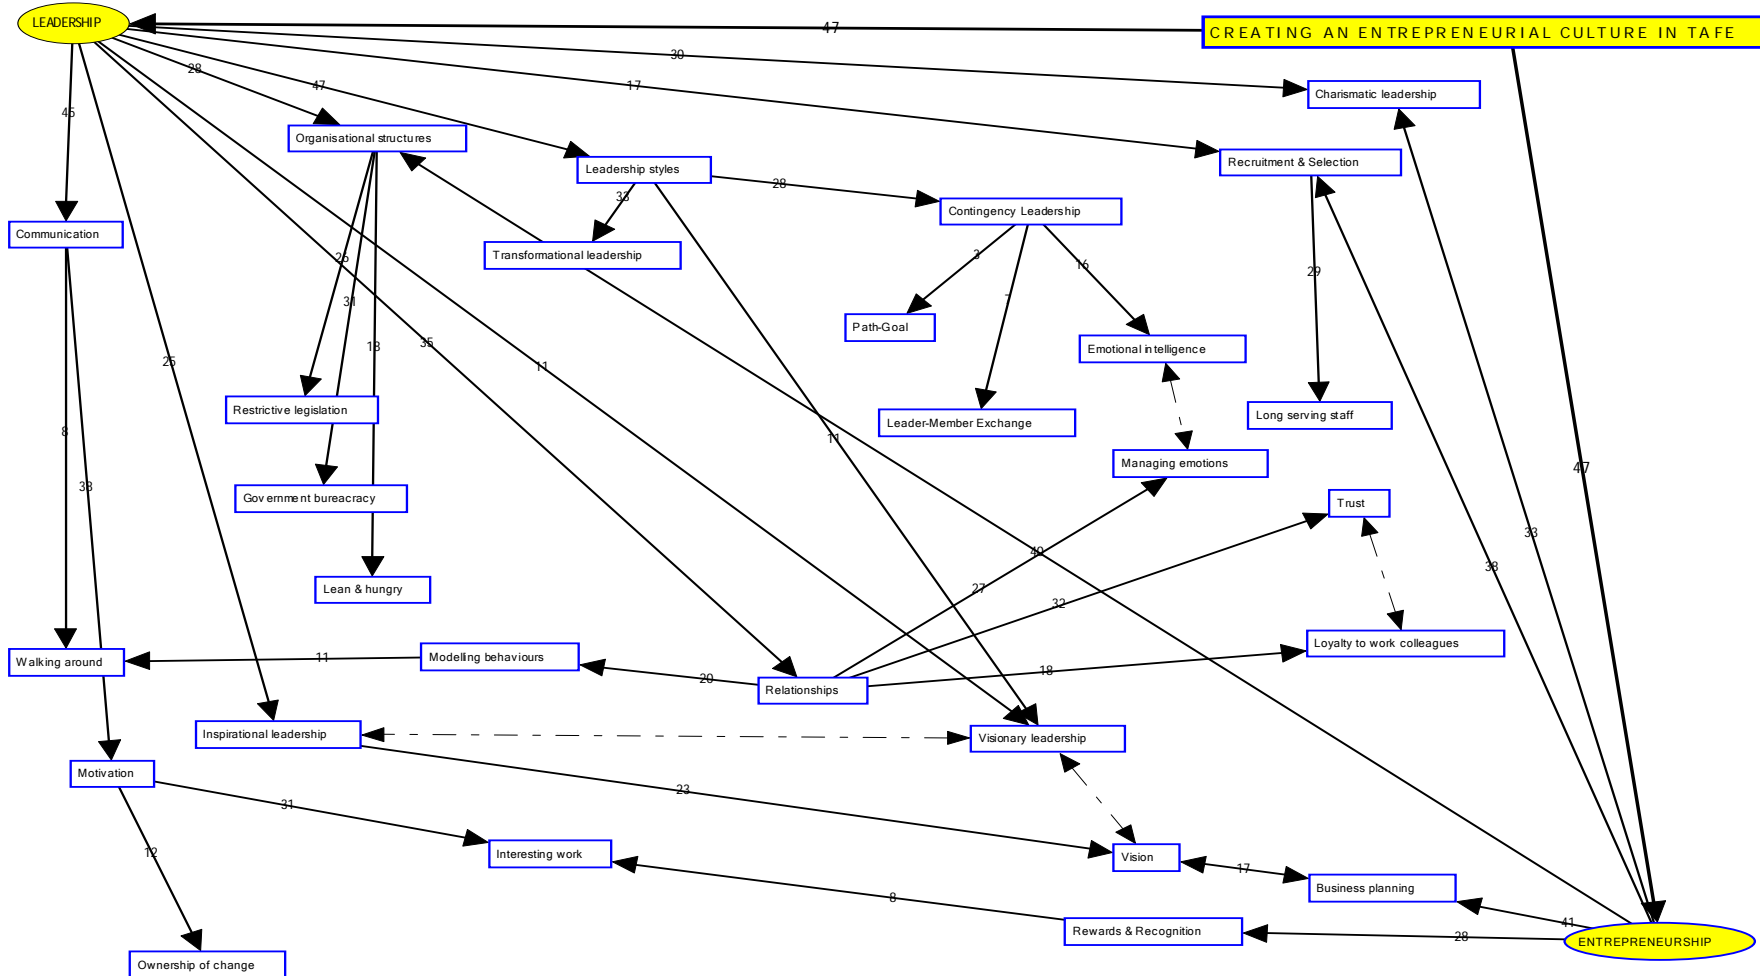 LEADERSHIP
47
CREATING AN ENTREPRENEURIAL CULTURE IN TAFE
30
28
47
17
Charismatic leadership
45
Organisational structures
Leadership styles
Recruitment & Selection
33
28
Contingency Leadership
Communication
Transformational leadership
26
3
16
29
31
7
Path-Goal
18
35
Emotional intelligence
25
11
Restrictive legislation
Leader-Member Exchange
Long serving staff
8
11
Managing emotions
47
38
Government bureacracy
Trust
33
40
38
Lean & hungry
27
32
Loyalty to work colleagues
Walking around
11
Modelling behaviours
20
Relationships
18
Inspirational leadership
Visionary leadership
Motivation
23
31
12
Interesting work
Vision
17
Business planning
8
41
Rewards & Recognition
28
ENTREPRENEURSHIP
Ownership of change